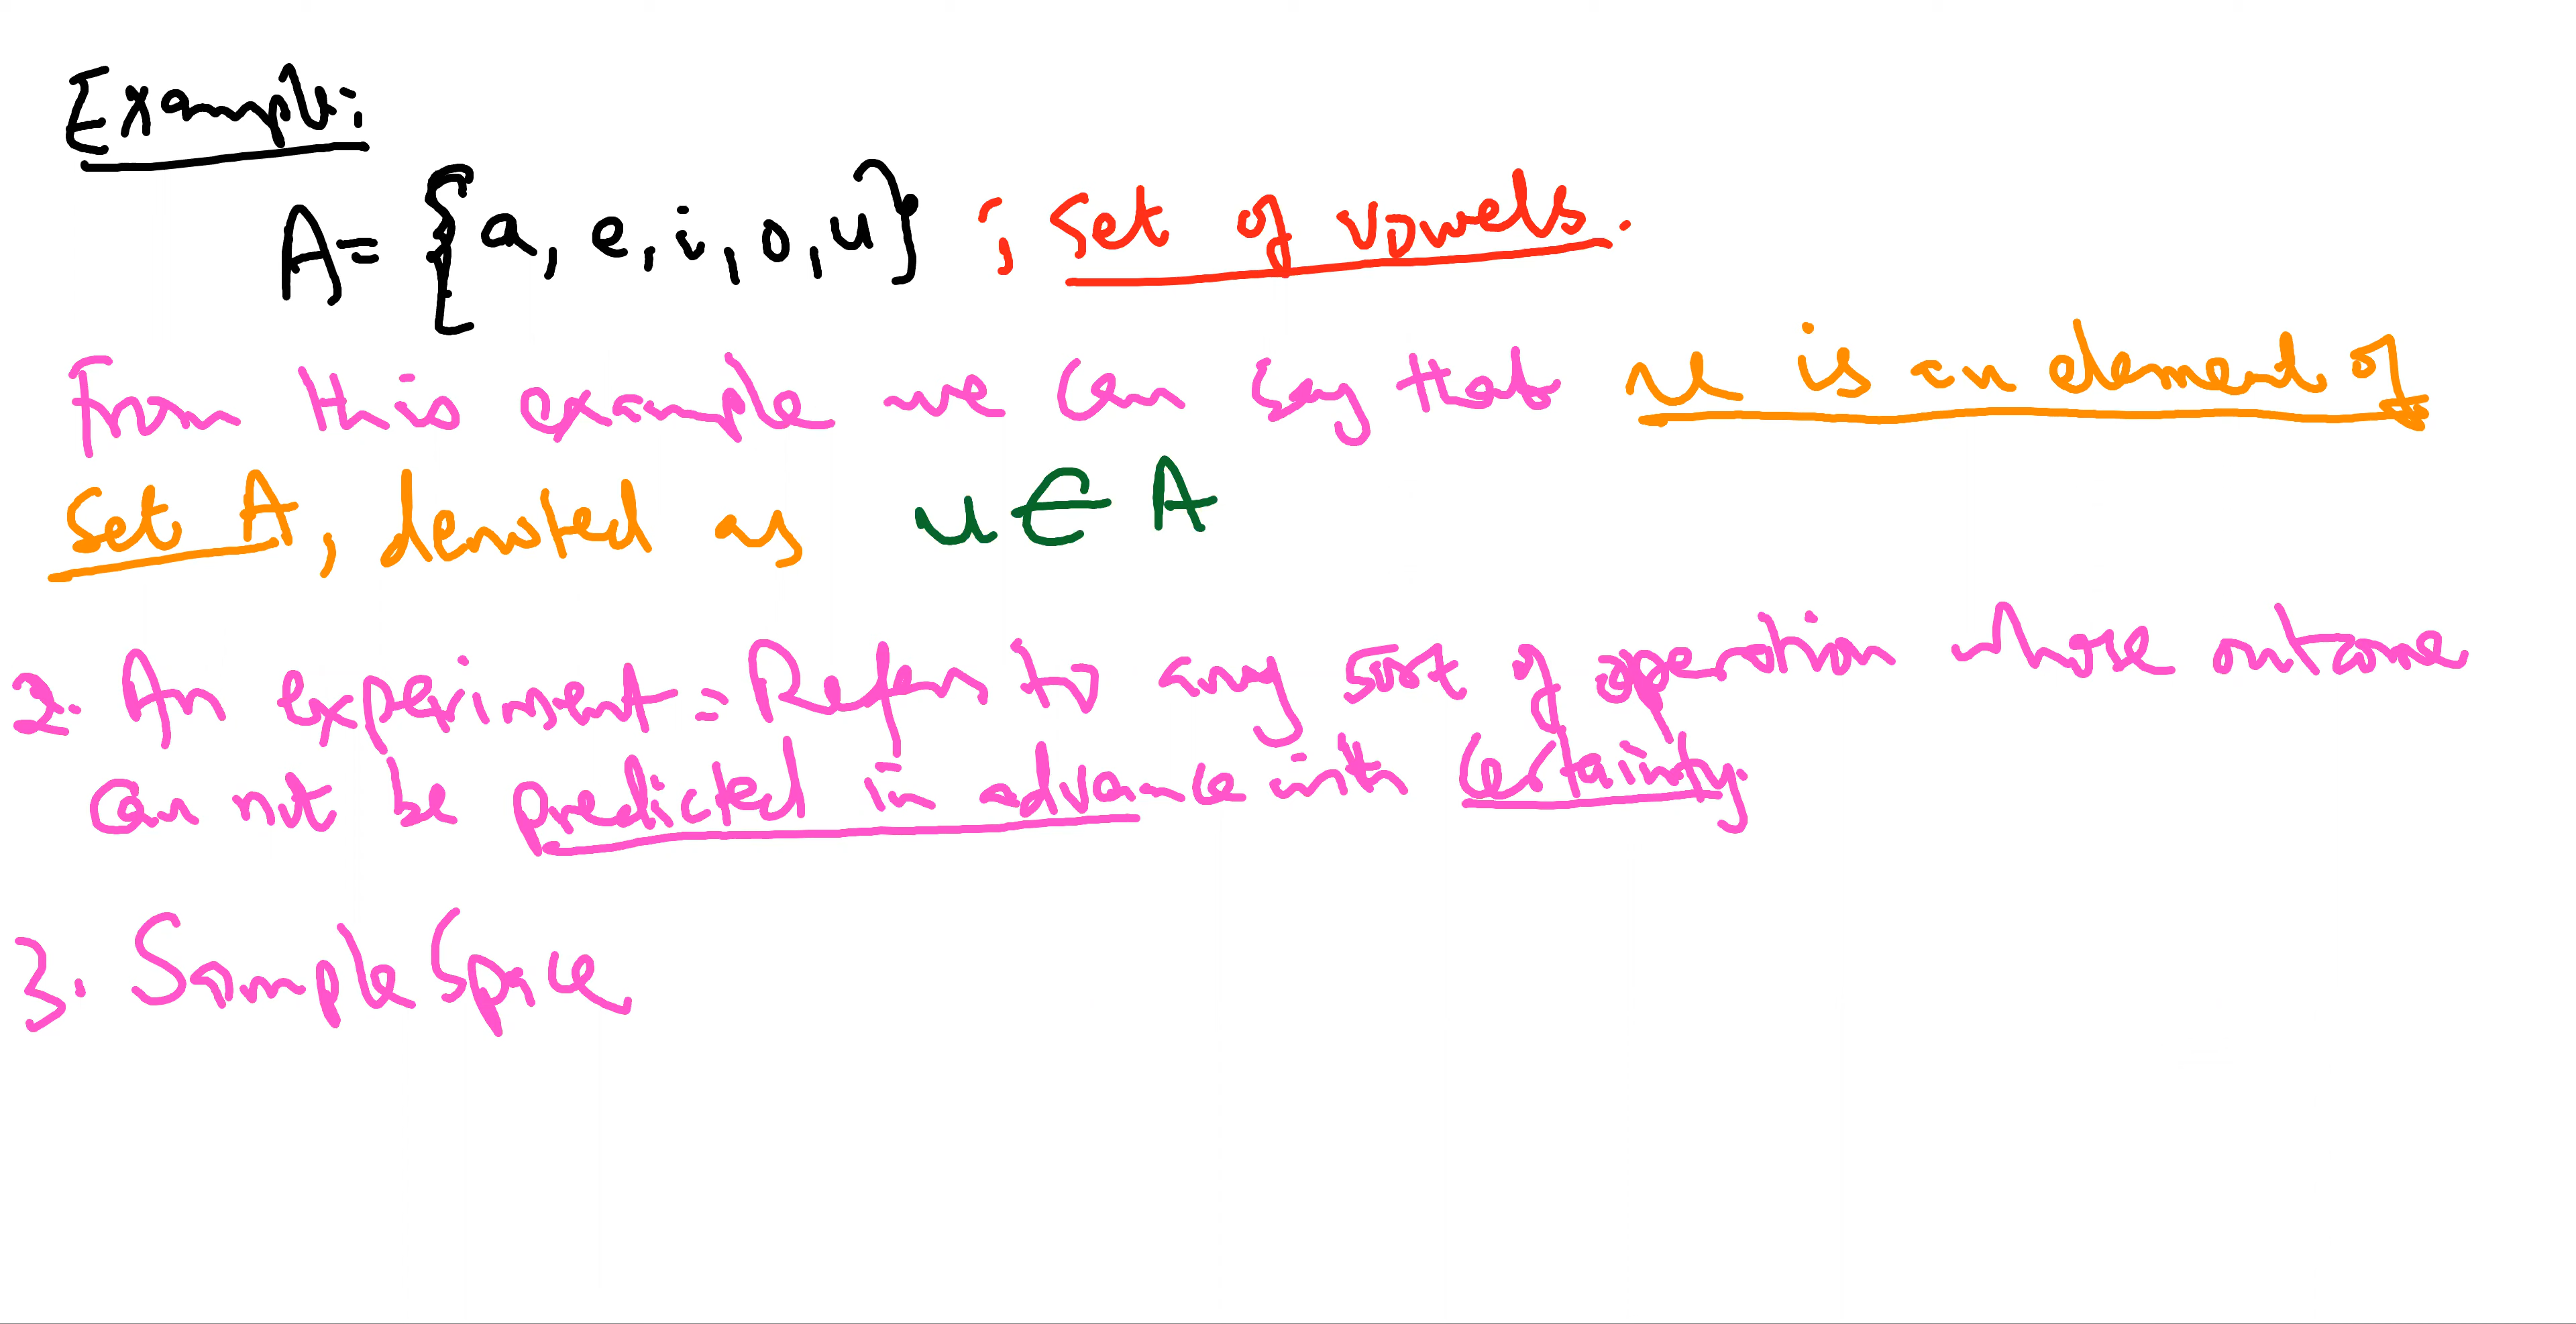 Example:
A = {a, e, i, o, u} ; set of vowels.
From this example we can say that u is an element of
set A, denoted as u ∈ A
2. An experiment = Refers to any sort of operation whose outcome
can not be predicted in advance with certainty.
3. Sample Space